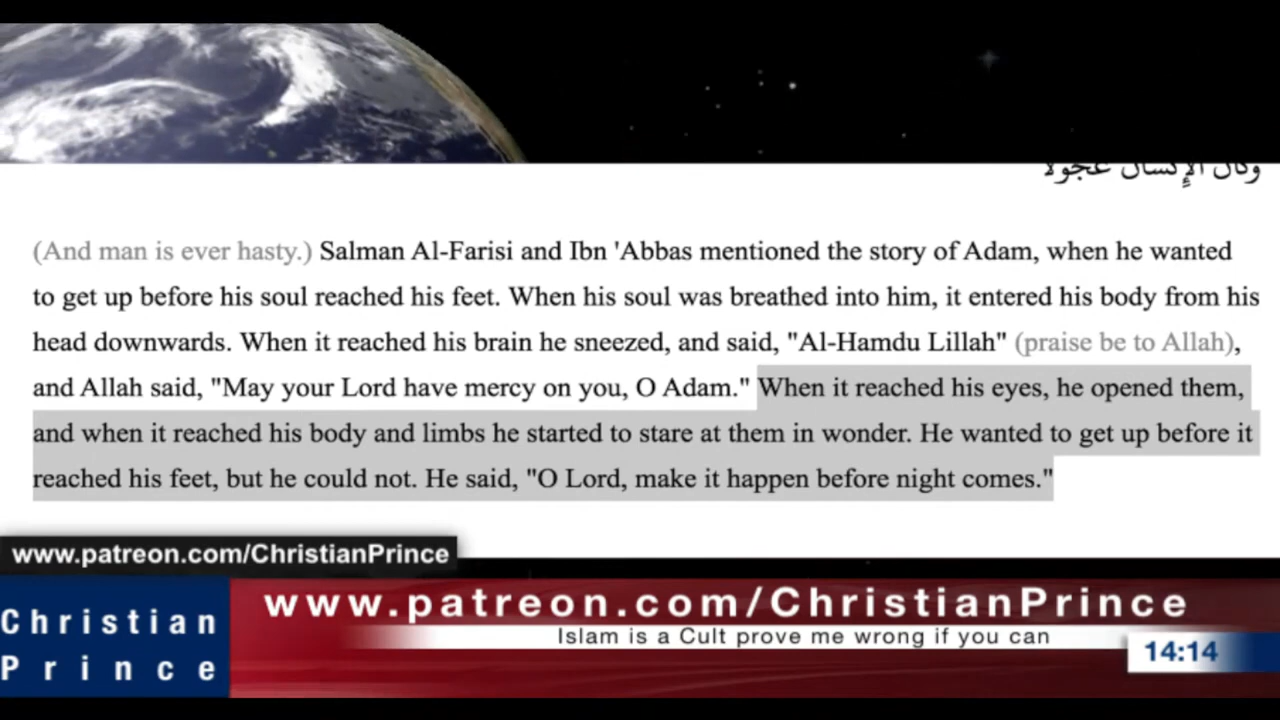 وكان الإنسان عجولا
(And man is ever hasty.) Salman Al-Farisi and Ibn 'Abbas mentioned the story of Adam, when he wanted
to get up before his soul reached his feet. When his soul was breathed into him, it entered his body from his
head downwards. When it reached his brain he sneezed, and said, "Al-Hamdu Lillah" (praise be to Allah),
and Allah said, "May your Lord have mercy on you, O Adam." When it reached his eyes, he opened them,
and when it reached his body and limbs he started to stare at them in wonder. He wanted to get up before it
reached his feet, but he could not. He said, "O Lord, make it happen before night comes."
www.patreon.com/ChristianPrince
www.patreon.com/ChristianPrince
Islam is a Cult prove me wrong if you can
Christian
Prince
14:14